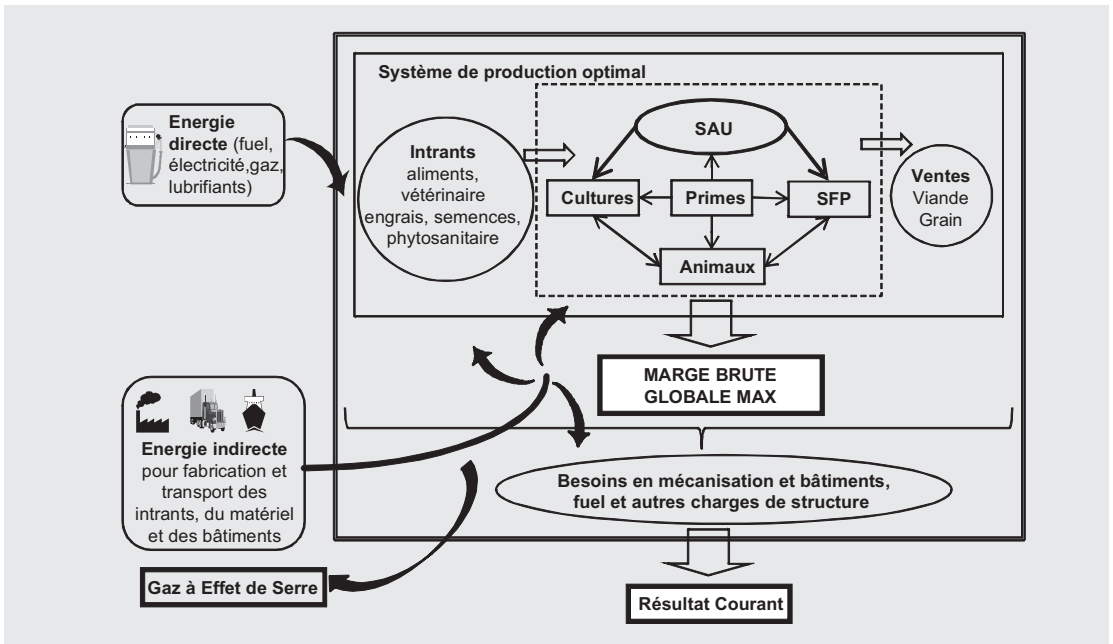 Système de production optimal
Energie
directe (fuel,
électricité,gaz,
lubrifiants)
Intrants
aliments,
vétérinaire
engrais, semences,
phytosanitaire
SAU
Cultures
Primes
SFP
Animaux
Ventes
Viande
Grain
MARGE BRUTE
GLOBALE MAX
Energie indirecte
pour fabrication et
transport des
intrants, du matériel
et des bâtiments
Besoins en mécanisation et bâtiments,
fuel et autres charges de structure
Gaz à Effet de Serre
Résultat Courant